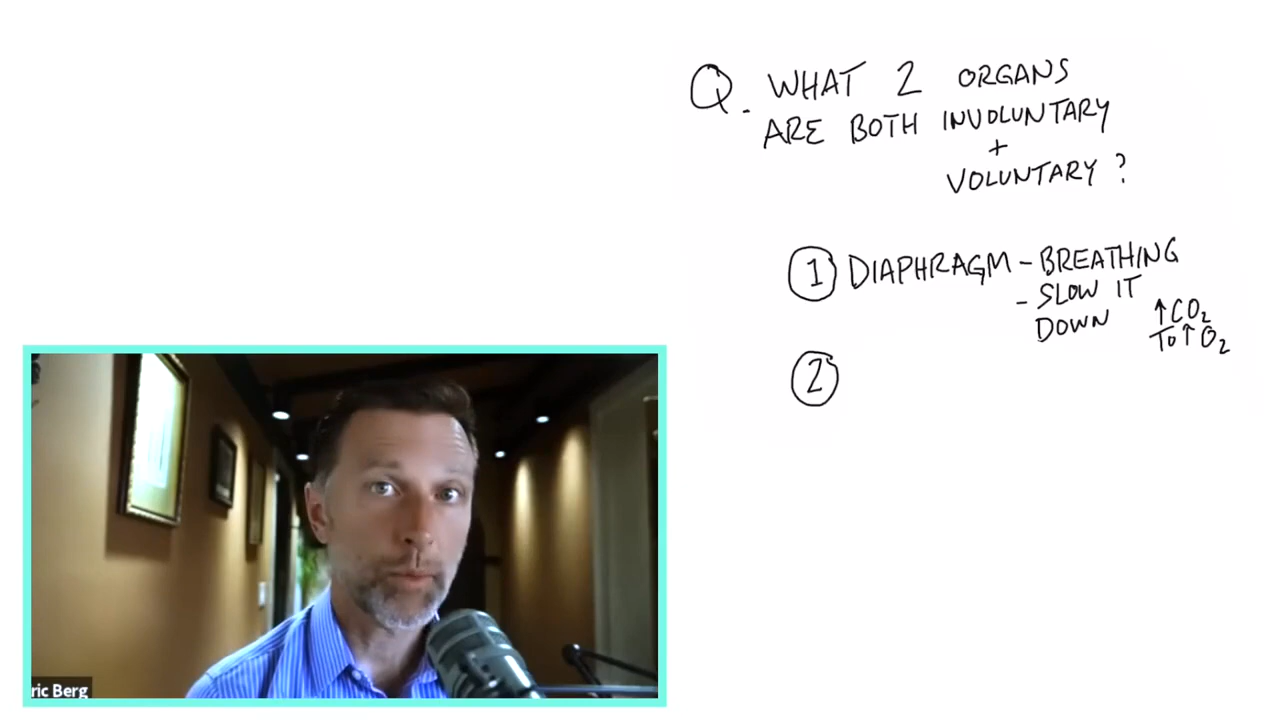 Q. WHAT 2 ORGANS
ARE BOTH INVOLUNTARY
+
VOLUNTARY?
① DIAPHRAGM - BREATHING
- SLOW IT
DOWN ↑CO₂
To ↑O₂
②
ric Berg